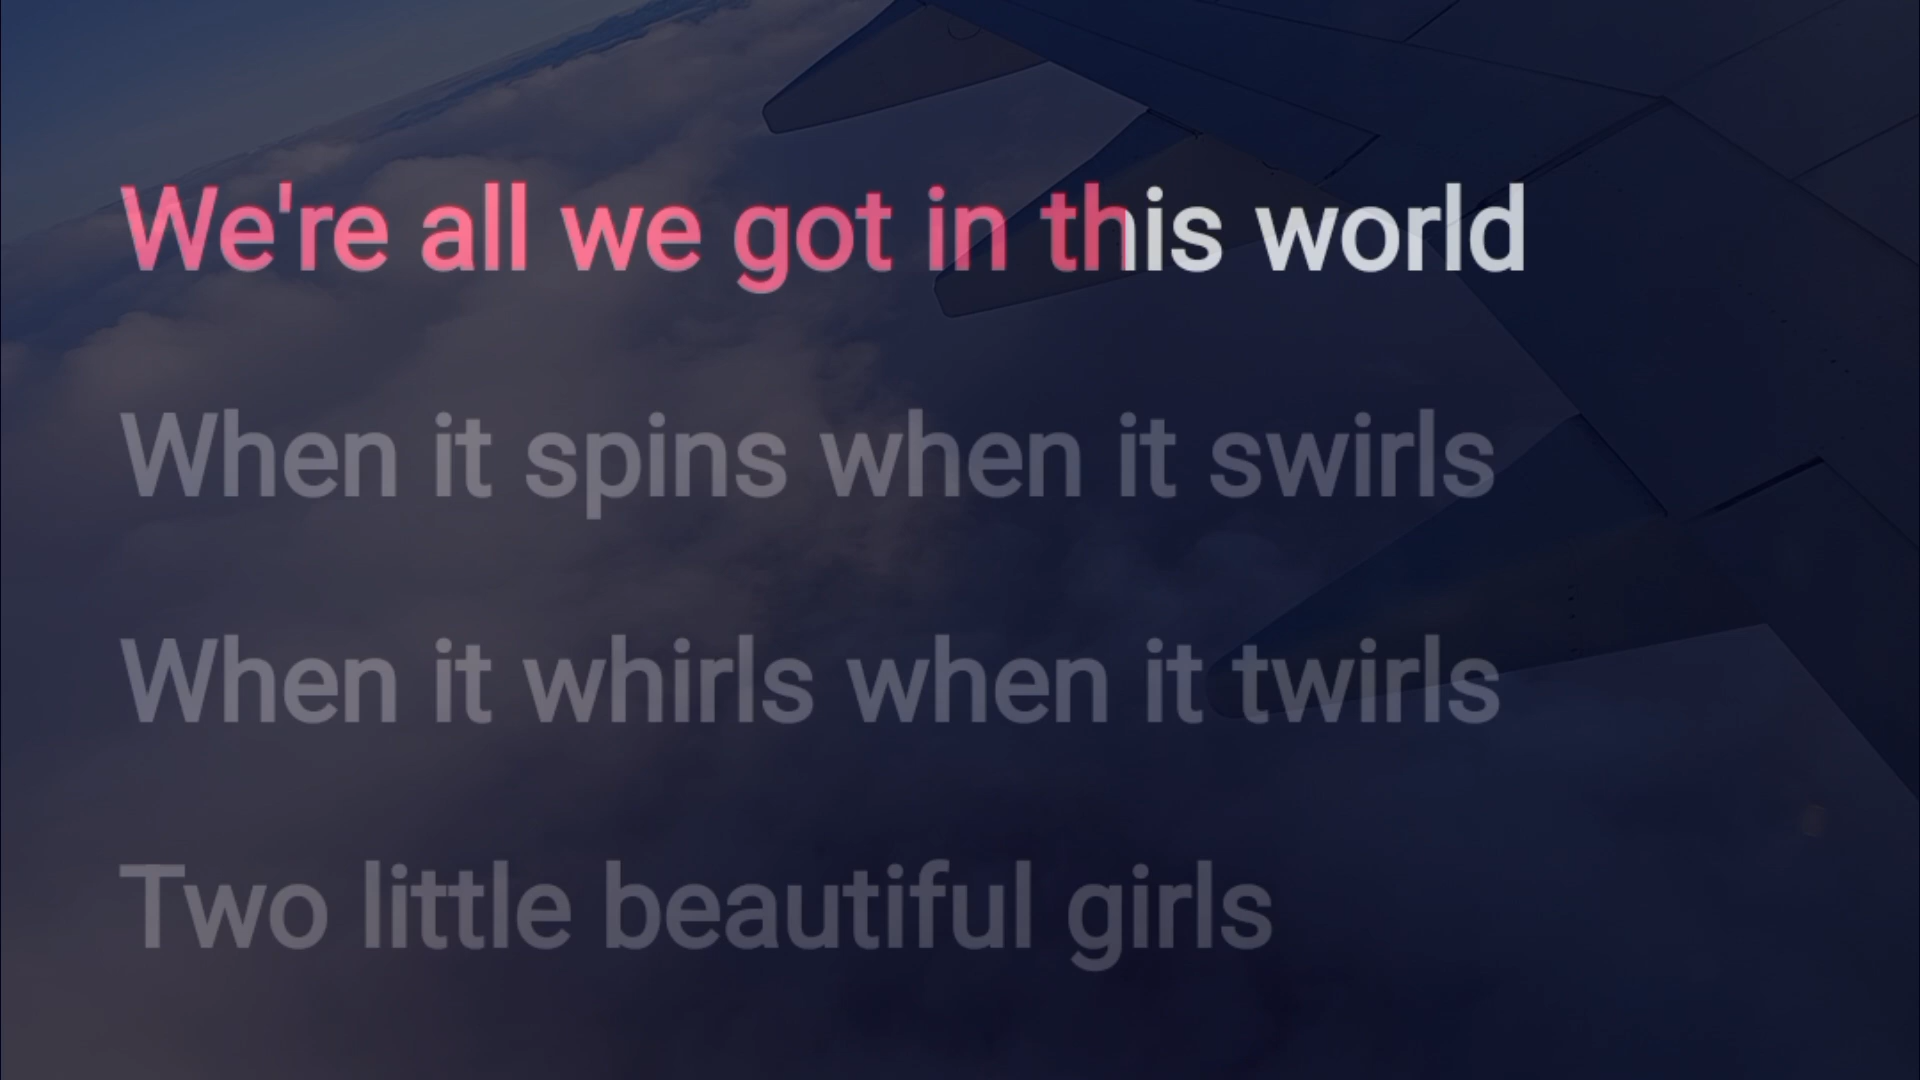 We're all we got in this world
When it spins when it swirls
When it whirls when it twirls
Two little beautiful girls